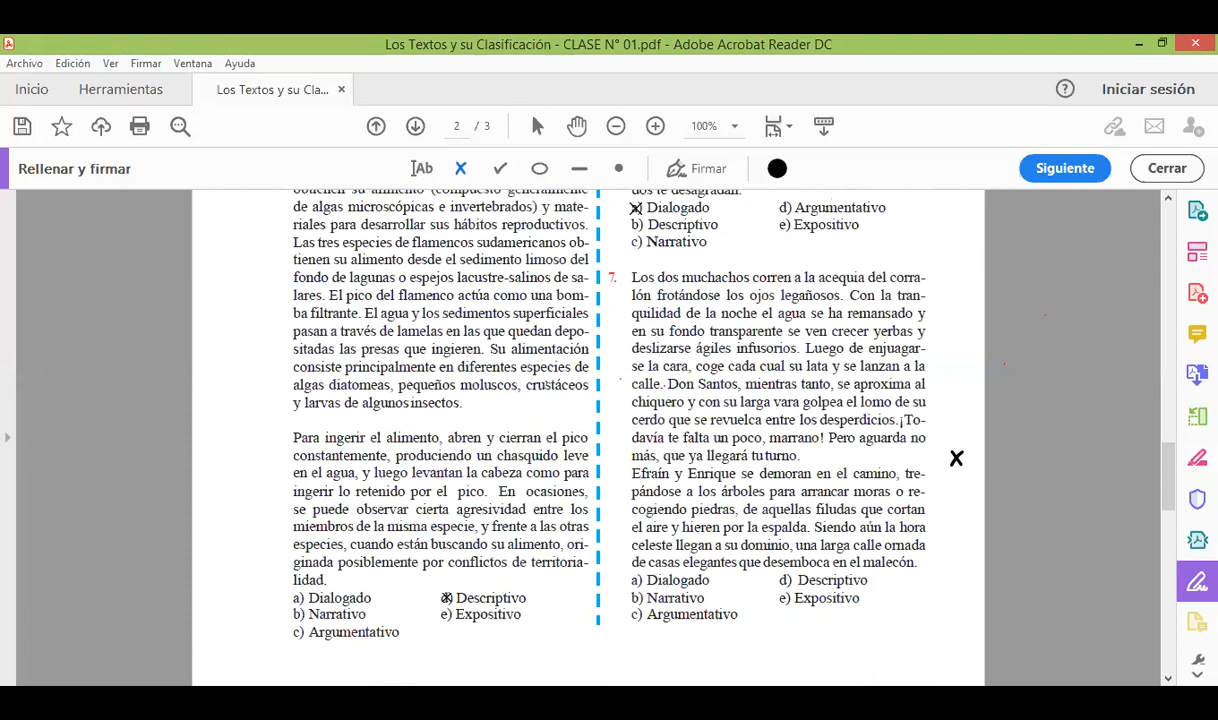 Los Textos y su Clasificación - CLASE N° 01.pdf - Adobe Acrobat Reader DC
Archivo Edición Ver Firmar Ventana Ayuda
Inicio Herramientas Los Textos y su Cla... × Iniciar sesión
2 / 3 100%
Rellenar y firmar Ab Firmar Siguiente Cerrar
obtienen su alimento (compuesto generalmente
de algas microscópicas e invertebrados) y mate-
riales para desarrollar sus hábitos reproductivos.
Las tres especies de flamencos sudamericanos ob-
tienen su alimento desde el sedimento limoso del
fondo de lagunas o espejos lacustre-salinos de sa-
lares. El pico del flamenco actúa como una bom-
ba filtrante. El agua y los sedimentos superficiales
pasan a través de lamelas en las que quedan depo-
sitadas las presas que ingieren. Su alimentación
consiste principalmente en diferentes especies de
algas diatomeas, pequeños moluscos, crustáceos
y larvas de algunos insectos.
Para ingerir el alimento, abren y cierran el pico
constantemente, produciendo un chasquido leve
en el agua, y luego levantan la cabeza como para
ingerir lo retenido por el pico. En ocasiones,
se puede observar cierta agresividad entre los
miembros de la misma especie, y frente a las otras
especies, cuando están buscando su alimento, ori-
ginada posiblemente por conflictos de territoria-
lidad.
a) Dialogado d) Descriptivo
b) Narrativo e) Expositivo
c) Argumentativo
dos te desagradan.
a) Dialogado d) Argumentativo
b) Descriptivo e) Expositivo
c) Narrativo
7. Los dos muchachos corren a la acequia del corra-
lón frotándose los ojos legañosos. Con la tran-
quilidad de la noche el agua se ha remansado y
en su fondo transparente se ven crecer yerbas y
deslizarse ágiles infusorios. Luego de enjuagar-
se la cara, coge cada cual su lata y se lanzan a la
calle. Don Santos, mientras tanto, se aproxima al
chiquero y con su larga vara golpea el lomo de su
cerdo que se revuelca entre los desperdicios.¡To-
davía te falta un poco, marrano! Pero aguarda no
más, que ya llegará tu turno.
X
Efraín y Enrique se demoran en el camino, tre-
pándose a los árboles para arrancar moras o re-
cogiendo piedras, de aquellas filudas que cortan
el aire y hieren por la espalda. Siendo aún la hora
celeste llegan a su dominio, una larga calle ornada
de casas elegantes que desemboca en el malecón.
a) Dialogado d) Descriptivo
b) Narrativo e) Expositivo
c) Argumentativo